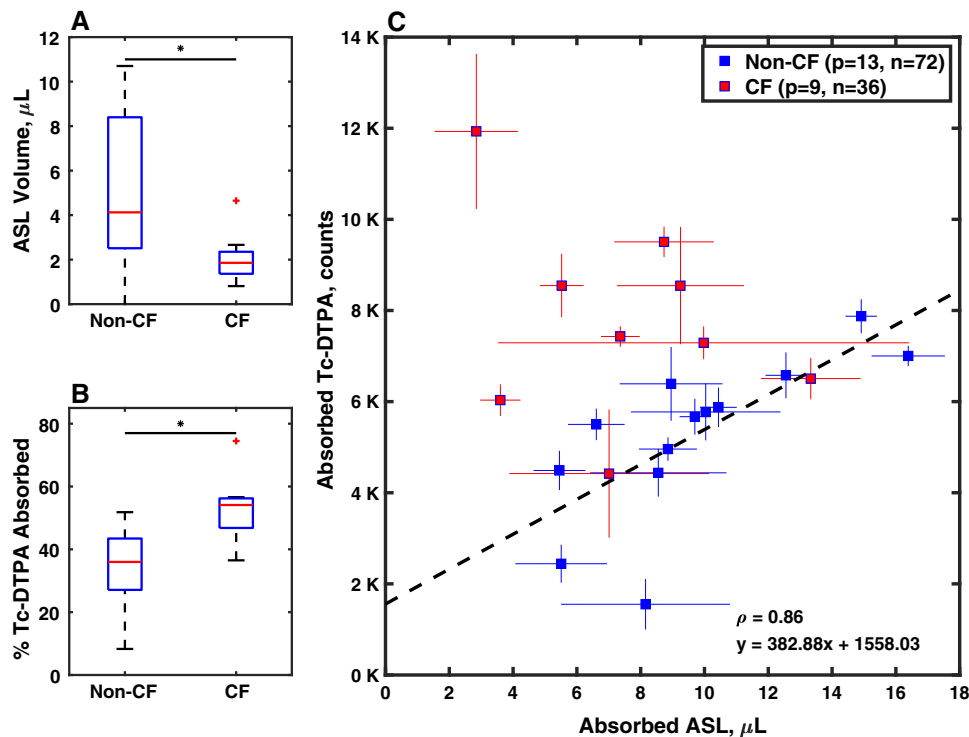 A
ASL Volume, μL
12
10
8
6
4
2
0
*
Non-CF CF
B
% Tc-DTPA Absorbed
80
60
40
20
0
*
Non-CF CF
C
Absorbed Tc-DTPA, counts
14 K
12 K
10 K
8 K
6 K
4 K
2 K
0 K
Non-CF (p=13, n=72)
CF (p=9, n=36)
ρ = 0.86
y = 382.88x + 1558.03
0 2 4 6 8 10 12 14 16 18
Absorbed ASL, μL